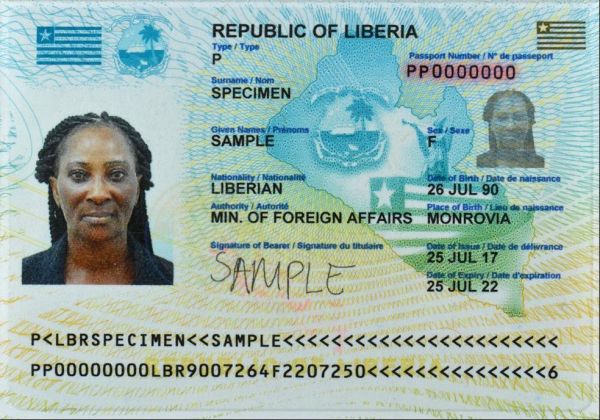 REPUBLIC OF LIBERIA
Type / Type
Passport Number / N° de passeport
P
PP0000000
Surname / Nom
SPECIMEN
Given Names / Prénoms
Sex / Sexe
SAMPLE
F
Nationality / Nationalité
Date of Birth / Date de naissance
LIBERIAN
26 JUL 90
Authority / Autorité
Place of Birth / Lieu de naissance
MIN. OF FOREIGN AFFAIRS
MONROVIA
Signature of Bearer / Signature du titulaire
Date of Issue / Date de délivrance
SAMPLE
25 JUL 17
Date of Expiry / Date d'expiration
25 JUL 22
P<LBRSPECIMEN<<SAMPLE<<<<<<<<<<<<<<<<<<<<<<<
PP00000000LBR9007264F2207250<<<<<<<<<<<<<<<6